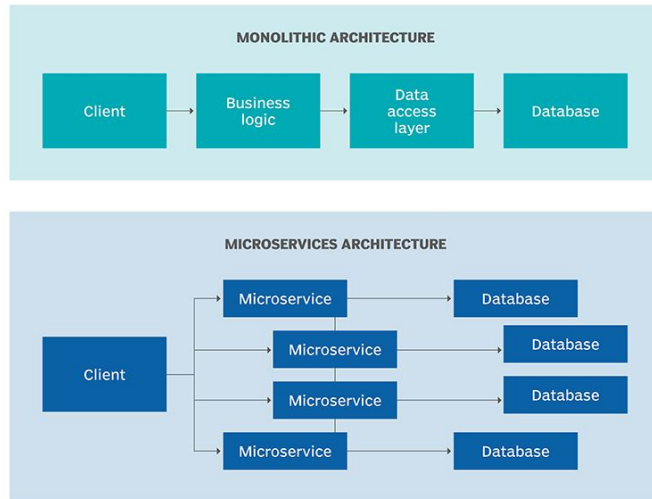 MONOLITHIC ARCHITECTURE
Client
Business
logic
Data
access
layer
Database
MICROSERVICES ARCHITECTURE
Microservice
Database
Microservice
Database
Client
Microservice
Database
Microservice
Database